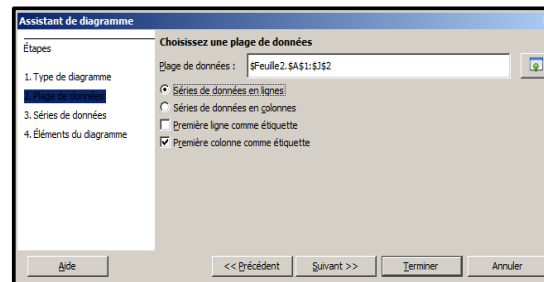 Assistant de diagramme
Étapes
1. Type de diagramme
2. Plage de données
3. Séries de données
4. Éléments du diagramme
Choisissez une plage de données
Plage de données : $Feuille2.$A$1:$J$2
Séries de données en lignes
Séries de données en colonnes
Première ligne comme étiquette
Première colonne comme étiquette
Aide
<< Précédent
Suivant >>
Terminer
Annuler